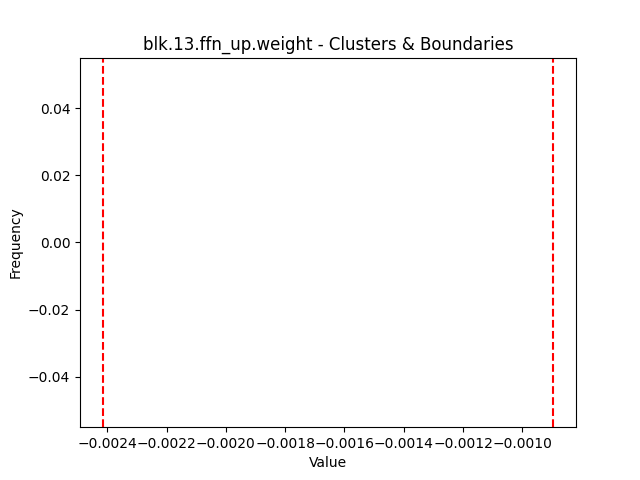 blk.13.ffn_up.weight - Clusters & Boundaries
0.04
0.02
0.00
−0.02
−0.04
Frequency
−0.0024 −0.0022 −0.0020 −0.0018 −0.0016 −0.0014 −0.0012 −0.0010
Value